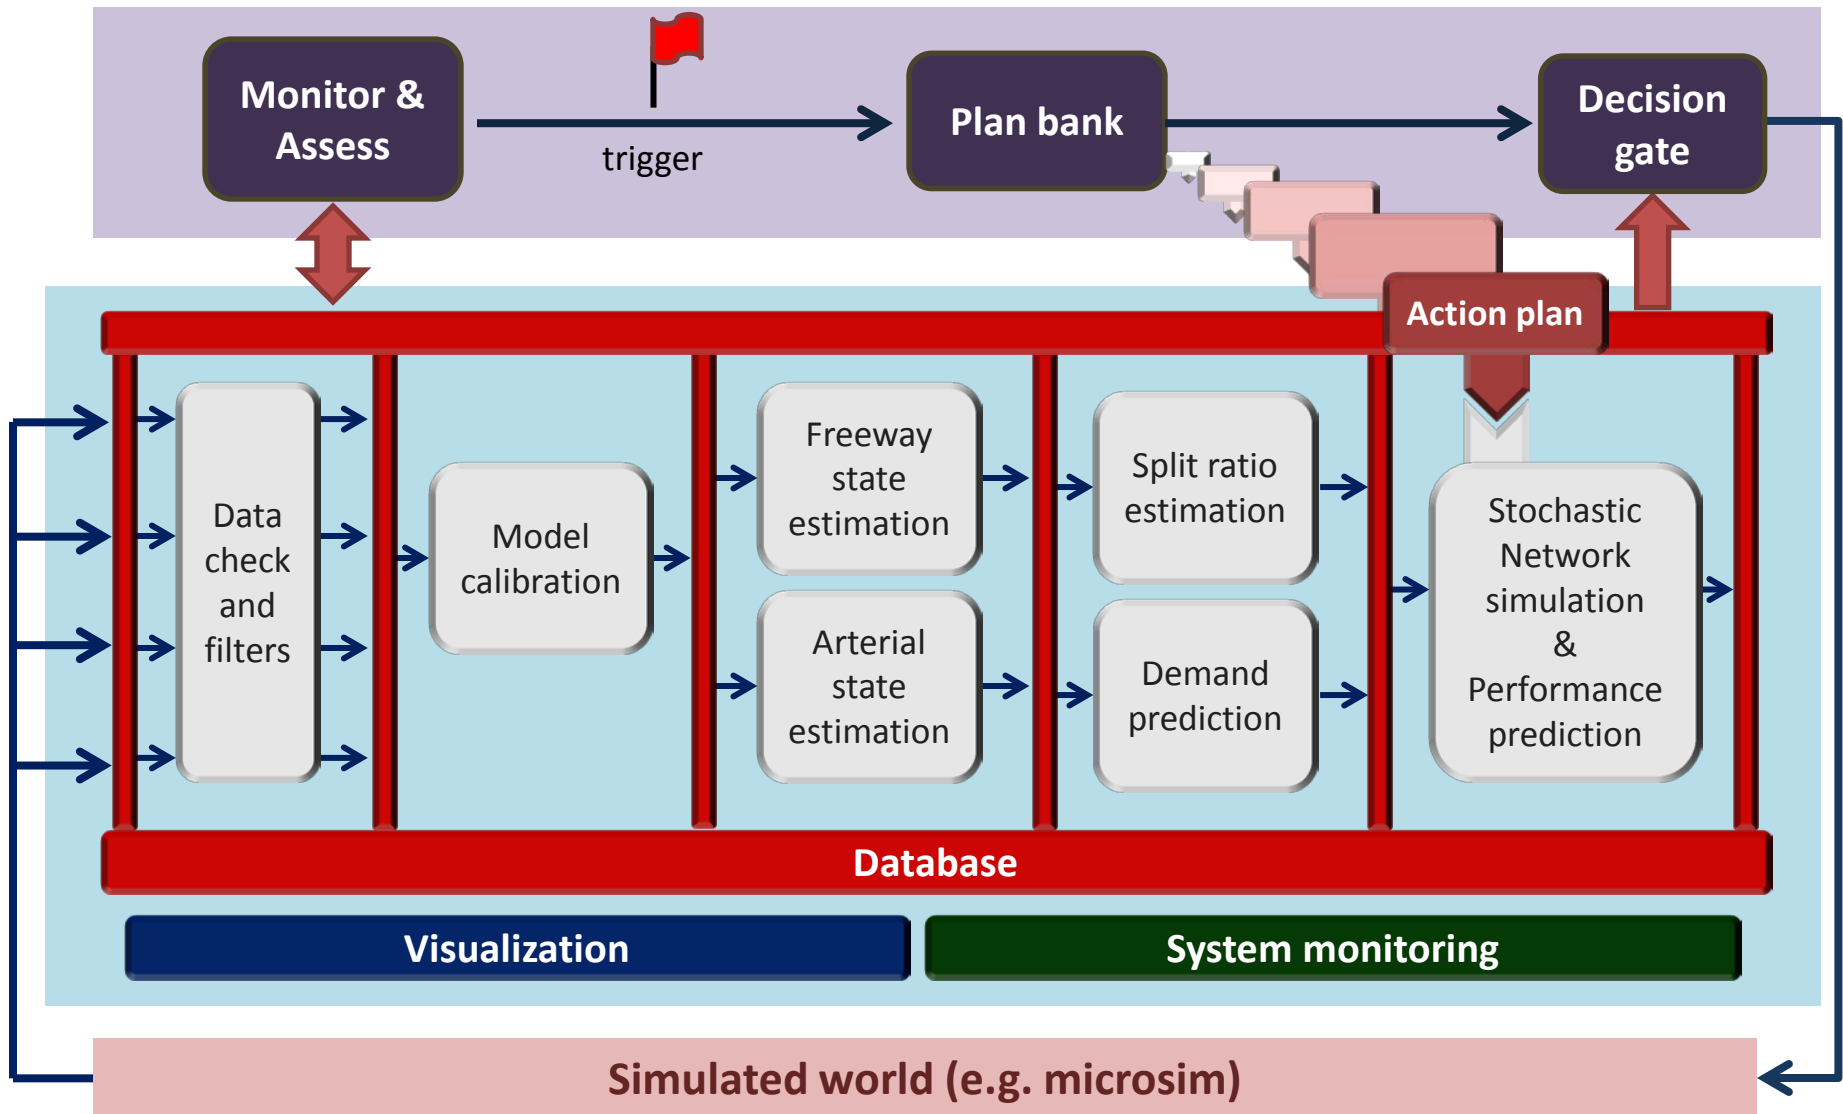 Monitor &
Assess
trigger
Plan bank
Decision
gate
Action plan
Data
check
and
filters
Model
calibration
Freeway
state
estimation
Arterial
state
estimation
Split ratio
estimation
Demand
prediction
Stochastic
Network
simulation
&
Performance
prediction
Database
Visualization
System monitoring
Simulated world (e.g. microsim)